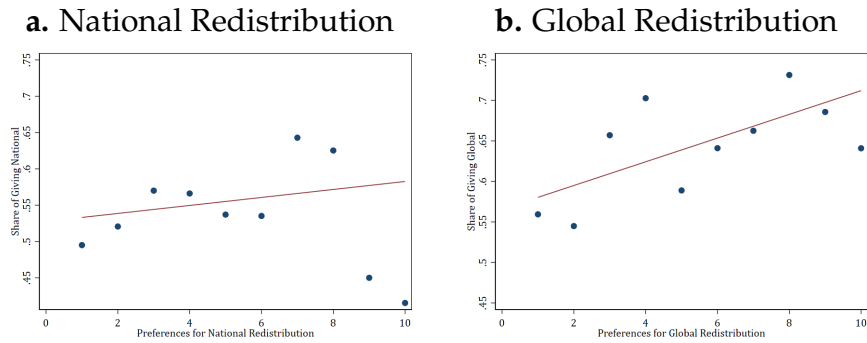 a. National Redistribution
Share of Giving National
.75
.7
.65
.6
.55
.5
.45
0 2 4 6 8 10
Preferences for National Redistribution
b. Global Redistribution
Share of Giving Global
.75
.7
.65
.6
.55
.5
.45
0 2 4 6 8 10
Preferences for Global Redistribution